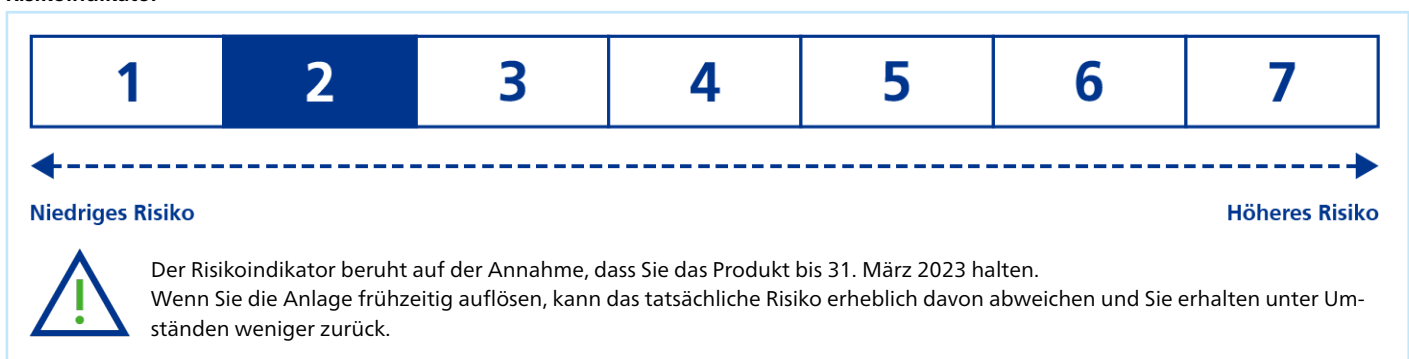 Risikoindikator
1 2 3 4 5 6 7
Niedriges Risiko Höheres Risiko
Der Risikoindikator beruht auf der Annahme, dass Sie das Produkt bis 31. März 2023 halten.
Wenn Sie die Anlage frühzeitig auflösen, kann das tatsächliche Risiko erheblich davon abweichen und Sie erhalten unter Um-
ständen weniger zurück.